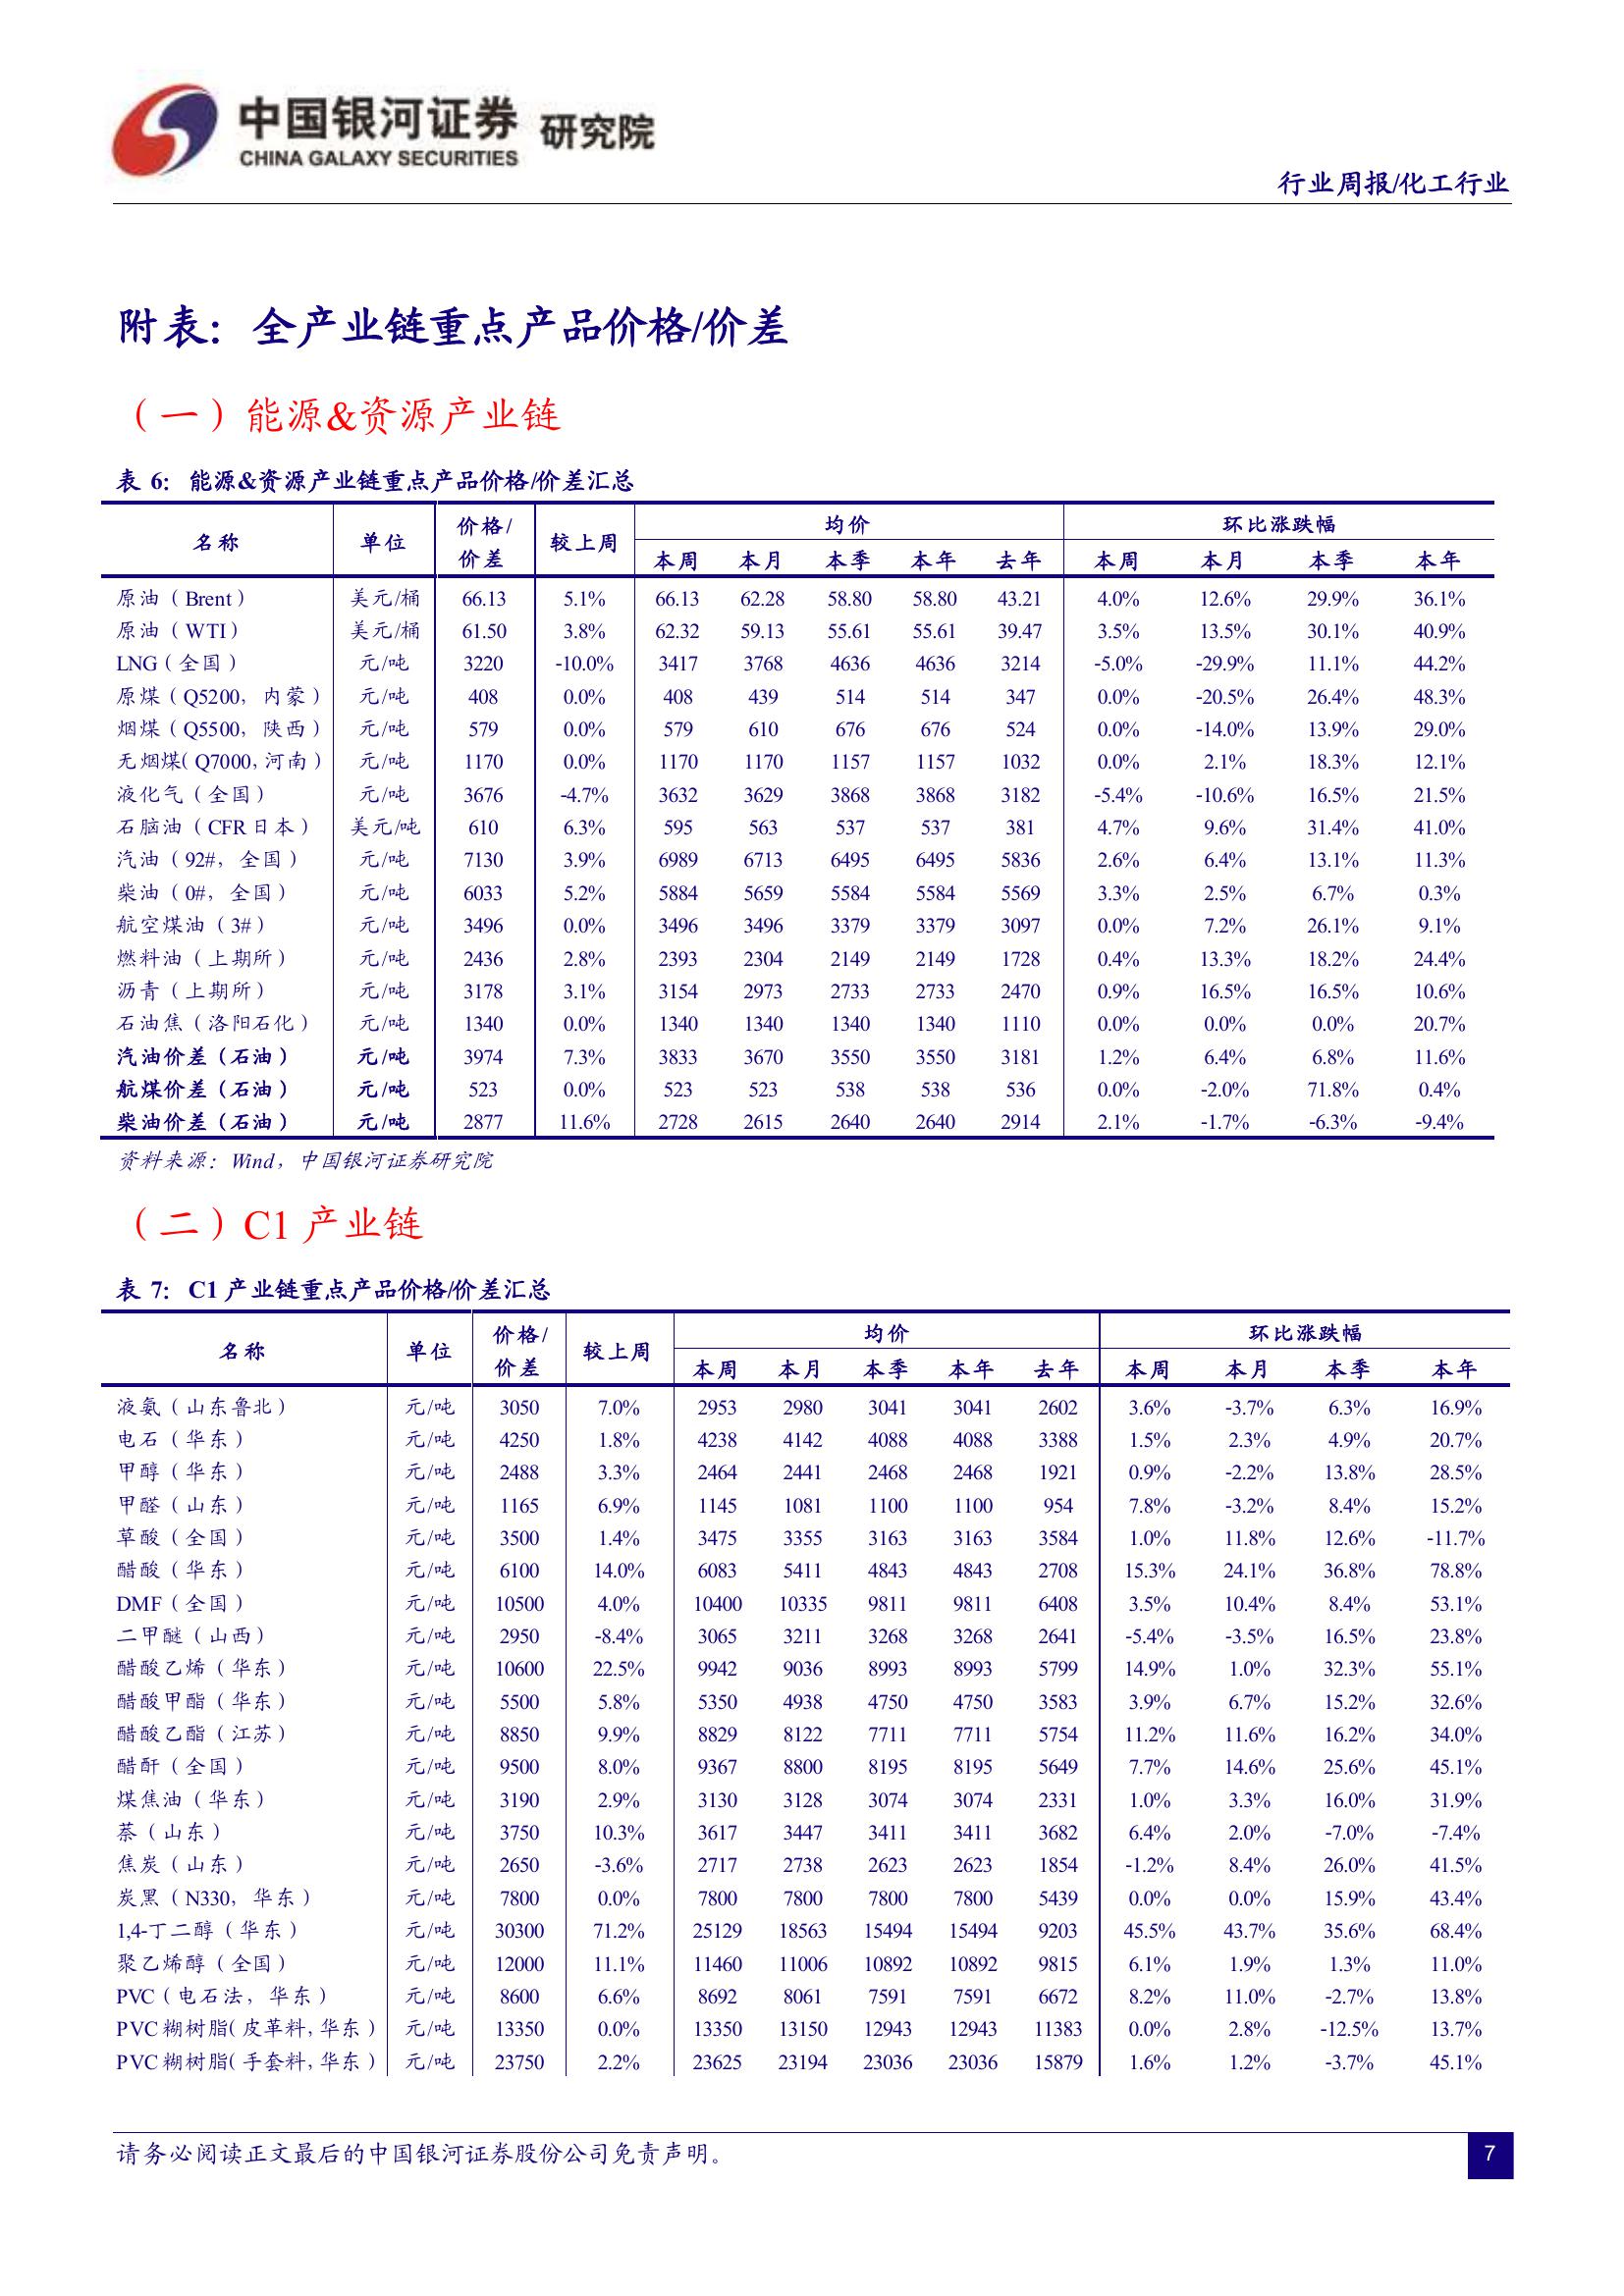 中国银河证券 研究院
CHINA GALAXY SECURITIES
行业周报/化工行业
附表：全产业链重点产品价格/价差
（一）能源&资源产业链
表 6：能源&资源产业链重点产品价格/价差汇总
名称 单位 价格/价差 较上周 均价 环比涨跌幅
本周 本月 本季 本年 去年 本周 本月 本季 本年
原油（Brent） 美元/桶 66.13 5.1% 66.13 62.28 58.80 58.80 43.21 4.0% 12.6% 29.9% 36.1%
原油（WTI） 美元/桶 61.50 3.8% 62.32 59.13 55.61 55.61 39.47 3.5% 13.5% 30.1% 40.9%
LNG（全国） 元/吨 3220 -10.0% 3417 3768 4636 4636 3214 -5.0% -29.9% 11.1% 44.2%
原煤（Q5200，内蒙） 元/吨 408 0.0% 408 439 514 514 347 0.0% -20.5% 26.4% 48.3%
烟煤（Q5500，陕西） 元/吨 579 0.0% 579 610 676 676 524 0.0% -14.0% 13.9% 29.0%
无烟煤（Q7000，河南） 元/吨 1170 0.0% 1170 1170 1157 1157 1032 0.0% 2.1% 18.3% 12.1%
液化气（全国） 元/吨 3676 -4.7% 3632 3629 3868 3868 3182 -5.4% -10.6% 16.5% 21.5%
石脑油（CFR 日本） 美元/吨 610 6.3% 595 563 537 537 381 4.7% 9.6% 31.4% 41.0%
汽油（92#，全国） 元/吨 7130 3.9% 6989 6713 6495 6495 5836 2.6% 6.4% 13.1% 11.3%
柴油（0#，全国） 元/吨 6033 5.2% 5884 5659 5584 5584 5569 3.3% 2.5% 6.7% 0.3%
航空煤油（3#） 元/吨 3496 0.0% 3496 3496 3379 3379 3097 0.0% 7.2% 26.1% 9.1%
燃料油（上期所） 元/吨 2436 2.8% 2393 2304 2149 2149 1728 0.4% 13.3% 18.2% 24.4%
沥青（上期所） 元/吨 3178 3.1% 3154 2973 2733 2733 2470 0.9% 16.5% 16.5% 10.6%
石油焦（洛阳石化） 元/吨 1340 0.0% 1340 1340 1340 1340 1110 0.0% 0.0% 0.0% 20.7%
汽油价差（石油） 元/吨 3974 7.3% 3833 3670 3550 3550 3181 1.2% 6.4% 6.8% 11.6%
航煤价差（石油） 元/吨 523 0.0% 523 523 538 538 536 0.0% -2.0% 71.8% 0.4%
柴油价差（石油） 元/吨 2877 11.6% 2728 2615 2640 2640 2914 2.1% -1.7% -6.3% -9.4%
资料来源：Wind，中国银河证券研究院
（二）C1 产业链
表 7：C1 产业链重点产品价格/价差汇总
名称 单位 价格/价差 较上周 均价 环比涨跌幅
本周 本月 本季 本年 去年 本周 本月 本季 本年
液氨（山东鲁北） 元/吨 3050 7.0% 2953 2980 3041 3041 2602 3.6% -3.7% 6.3% 16.9%
电石（华东） 元/吨 4250 1.8% 4238 4142 4088 4088 3388 1.5% 2.3% 4.9% 20.7%
甲醇（华东） 元/吨 2488 3.3% 2464 2441 2468 2468 1921 0.9% -2.2% 13.8% 28.5%
甲醛（山东） 元/吨 1165 6.9% 1145 1081 1100 1100 954 7.8% -3.2% 8.4% 15.2%
草酸（全国） 元/吨 3500 1.4% 3475 3355 3163 3163 3584 1.0% 11.8% 12.6% -11.7%
醋酸（华东） 元/吨 6100 14.0% 6083 5411 4843 4843 2708 15.3% 24.1% 36.8% 78.8%
DMF（全国） 元/吨 10500 4.0% 10400 10335 9811 9811 6408 3.5% 10.4% 8.4% 53.1%
二甲醚（山西） 元/吨 2950 -8.4% 3065 3211 3268 3268 2641 -5.4% -3.5% 16.5% 23.8%
醋酸乙烯（华东） 元/吨 10600 22.5% 9942 9036 8993 8993 5799 14.9% 1.0% 32.3% 55.1%
醋酸甲酯（华东） 元/吨 5500 5.8% 5350 4938 4750 4750 3583 3.9% 6.7% 15.2% 32.6%
醋酸乙酯（江苏） 元/吨 8850 9.9% 8829 8122 7711 7711 5754 11.2% 11.6% 16.2% 34.0%
醋酐（全国） 元/吨 9500 8.0% 9367 8800 8195 8195 5649 7.7% 14.6% 25.6% 45.1%
煤焦油（华东） 元/吨 3190 2.9% 3130 3128 3074 3074 2331 1.0% 3.3% 16.0% 31.9%
萘（山东） 元/吨 3750 10.3% 3617 3447 3411 3411 3682 6.4% 2.0% -7.0% -7.4%
焦炭（山东） 元/吨 2650 -3.6% 2717 2738 2623 2623 1854 -1.2% 8.4% 26.0% 41.5%
炭黑（N330，华东） 元/吨 7800 0.0% 7800 7800 7800 7800 5439 0.0% 0.0% 15.9% 43.4%
1,4-丁二醇（华东） 元/吨 30300 71.2% 25129 18563 15494 15494 9203 45.5% 43.7% 35.6% 68.4%
聚乙烯醇（全国） 元/吨 12000 11.1% 11460 11006 10892 10892 9815 6.1% 1.9% 1.3% 11.0%
PVC（电石法，华东） 元/吨 8600 6.6% 8692 8061 7591 7591 6672 8.2% 11.0% -2.7% 13.8%
PVC 糊树脂（皮革料，华东） 元/吨 13350 0.0% 13350 13150 12943 12943 11383 0.0% 2.8% -12.5% 13.7%
PVC 糊树脂（手套料，华东） 元/吨 23750 2.2% 23625 23194 23036 23036 15879 1.6% 1.2% -3.7% 45.1%
请务必阅读正文最后的中国银河证券股份公司免责声明。
7